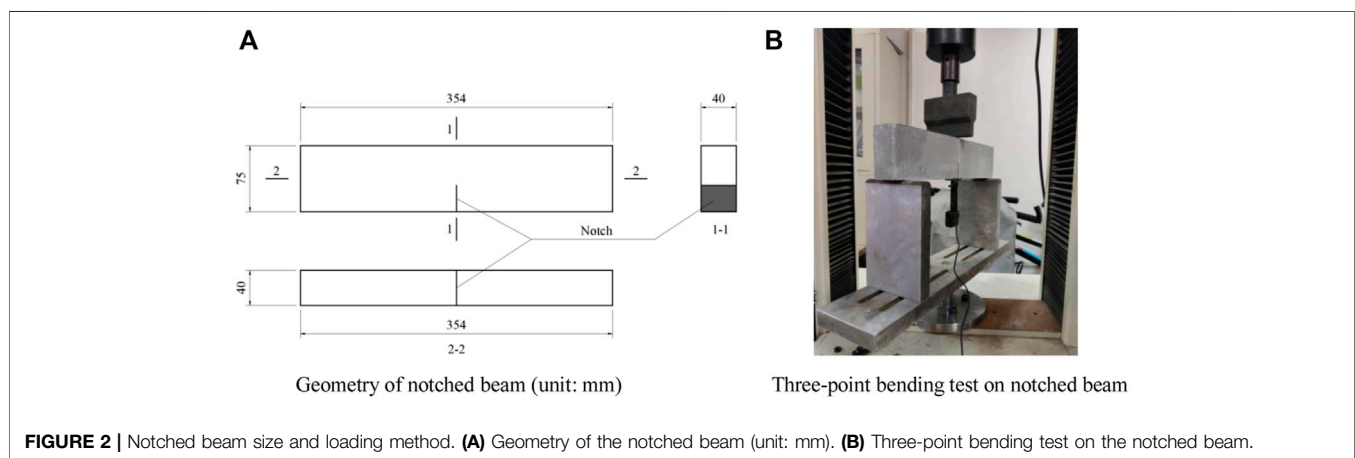 A
B
354
40
1
75
2
2
1
Notch
1-1
40
354
2-2
Geometry of notched beam (unit: mm)
Three-point bending test on notched beam
FIGURE 2 | Notched beam size and loading method. (A) Geometry of the notched beam (unit: mm). (B) Three-point bending test on the notched beam.